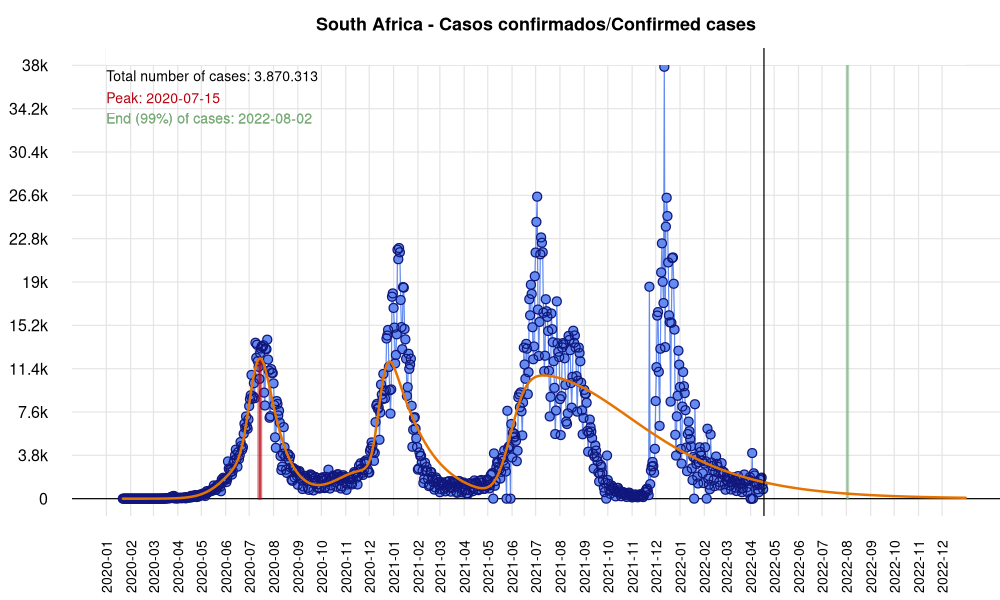 South Africa - Casos confirmados/Confirmed cases
Total number of cases: 3.870.313
Peak: 2020-07-15
End (99%) of cases: 2022-08-02
38k
34.2k
30.4k
26.6k
22.8k
19k
15.2k
11.4k
7.6k
3.8k
0
2020-01
2020-02
2020-03
2020-04
2020-05
2020-06
2020-07
2020-08
2020-09
2020-10
2020-11
2020-12
2021-01
2021-02
2021-03
2021-04
2021-05
2021-06
2021-07
2021-08
2021-09
2021-10
2021-11
2021-12
2022-01
2022-02
2022-03
2022-04
2022-05
2022-06
2022-07
2022-08
2022-09
2022-10
2022-11
2022-12